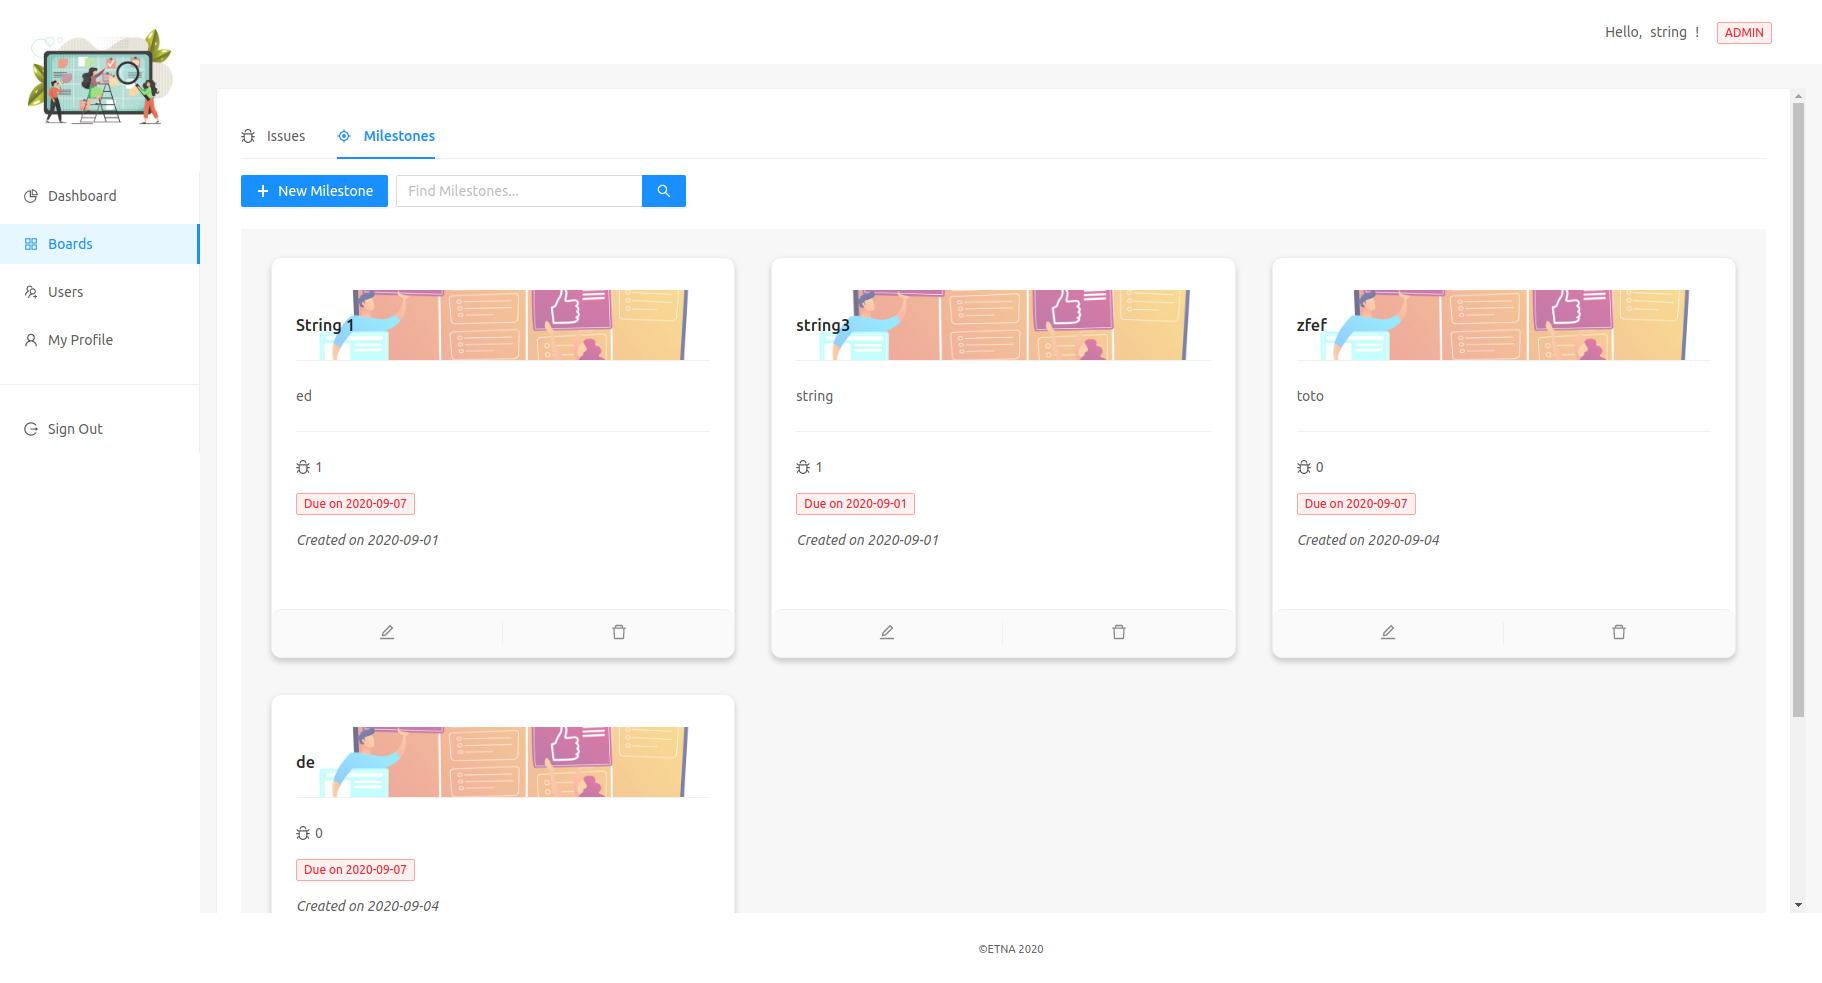 Hello, string ! ADMIN
Issues Milestones
New Milestone Find Milestones...
Dashboard
Boards
Users
My Profile
Sign Out
String 1
ed
1
Due on 2020-09-07
Created on 2020-09-01
string3
string
1
Due on 2020-09-01
Created on 2020-09-01
zfef
toto
0
Due on 2020-09-07
Created on 2020-09-04
de
0
Due on 2020-09-07
Created on 2020-09-04
©ETNA 2020